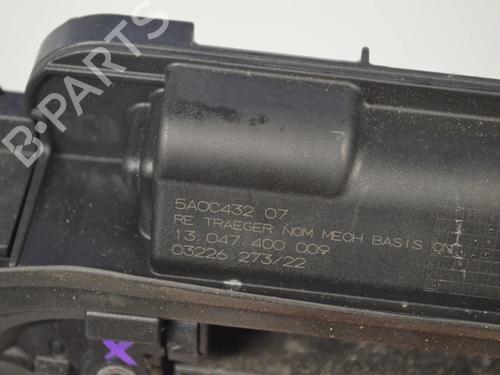 B-PARTS
5A0C432 07
RE TRAEGER NOM MECH BASIS ON
13.047.400 009
03226 273/22
X